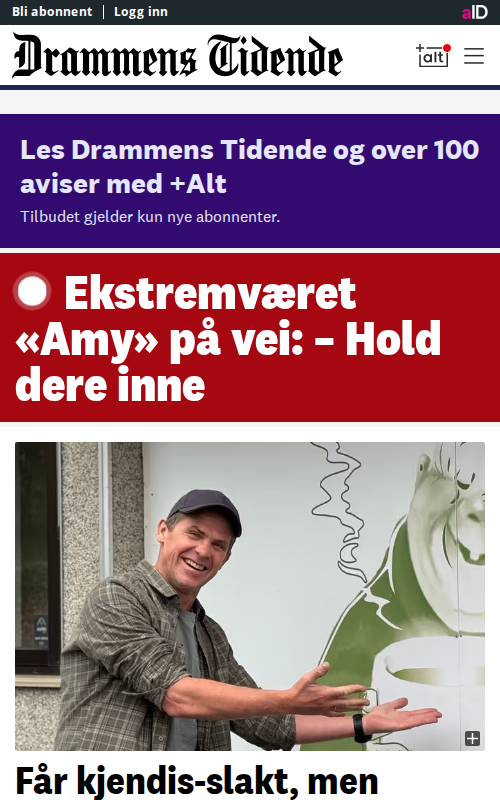 Bli abonnent | Logg inn
aID
Drammens Tidende
+alt
Les Drammens Tidende og over 100
aviser med +Alt
Tilbudet gjelder kun nye abonnenter.
Ekstremværet
«Amy» på vei: – Hold
dere inne
Får kjendis-slakt, men